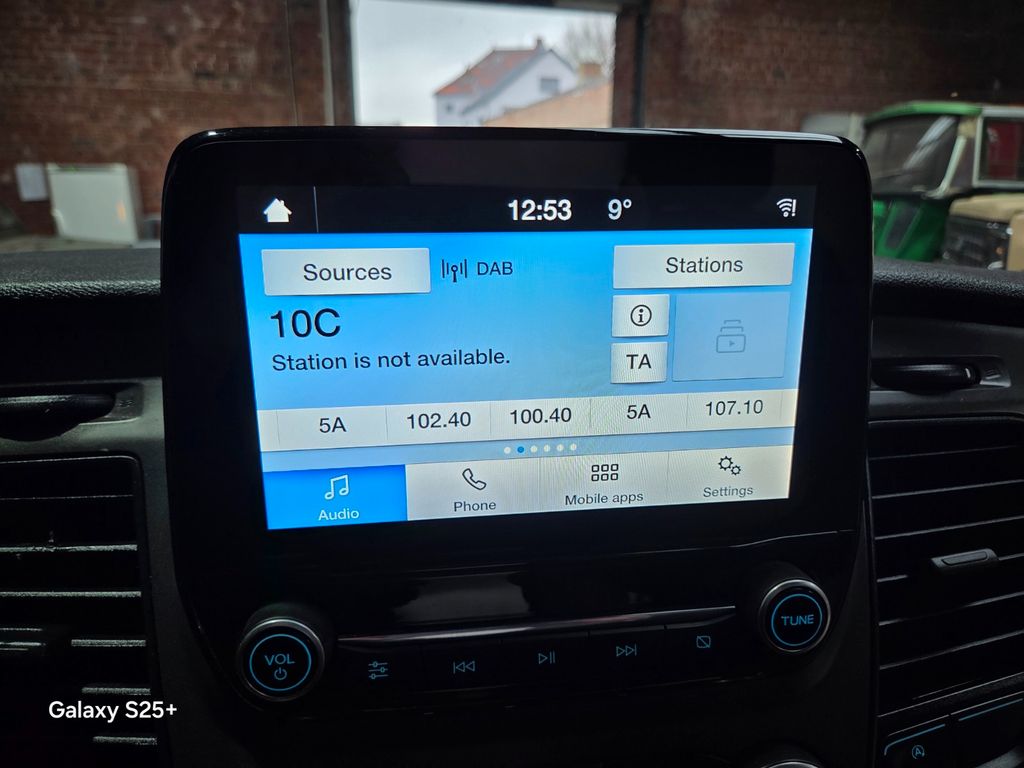 12:53 9°
Sources DAB Stations
10C
Station is not available.
TA
5A 102.40 100.40 5A 107.10
Audio Phone Mobile apps Settings
VOL TUNE
Galaxy S25+